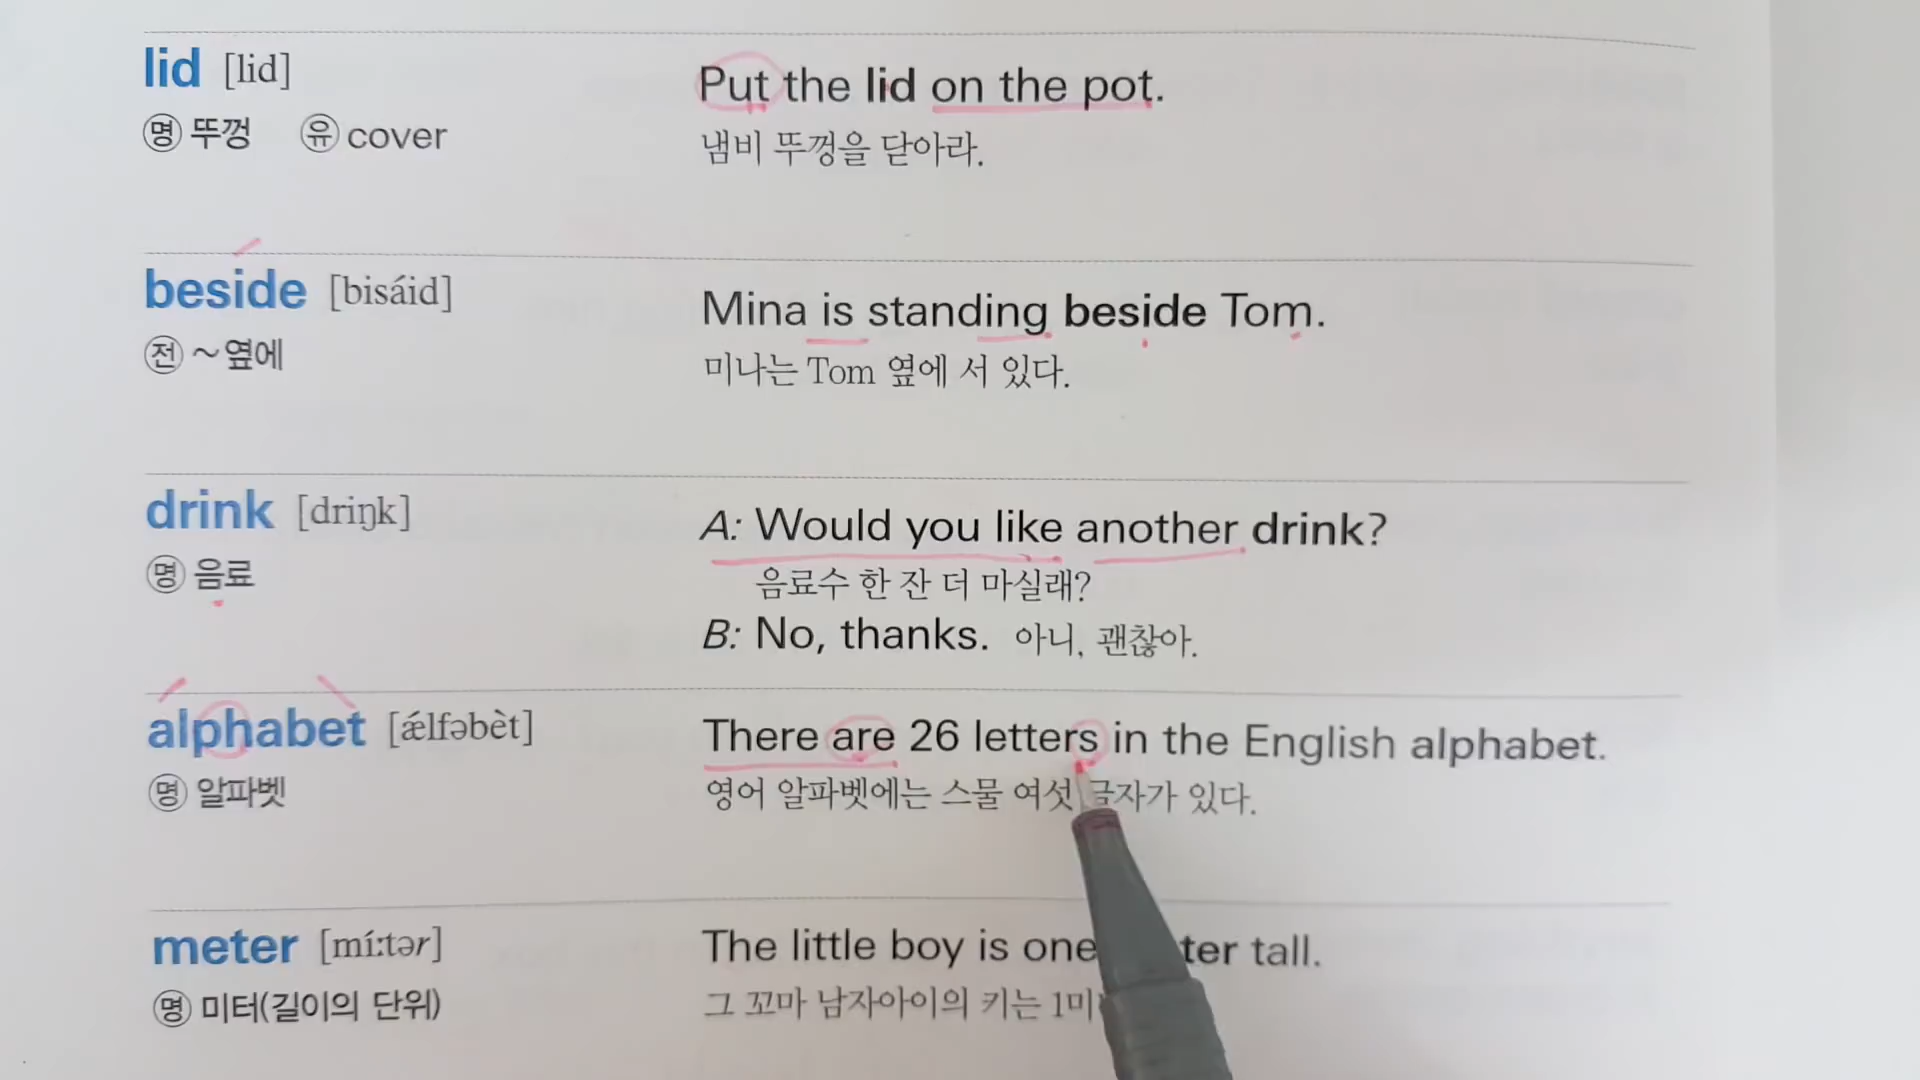 lid [lid]
명 뚜껑 유 cover
Put the lid on the pot.
냄비 뚜껑을 닫아라.
beside [bisáid]
전 ~옆에
Mina is standing beside Tom.
미나는 Tom 옆에 서 있다.
drink [driŋk]
명 음료
A: Would you like another drink?
음료수 한 잔 더 마실래?
B: No, thanks. 아니, 괜찮아.
alphabet [ǽlfəbèt]
명 알파벳
There are 26 letters in the English alphabet.
영어 알파벳에는 스물 여섯 글자가 있다.
meter [míːtər]
명 미터(길이의 단위)
The little boy is one tall.
그 꼬마 남자아이의 키는